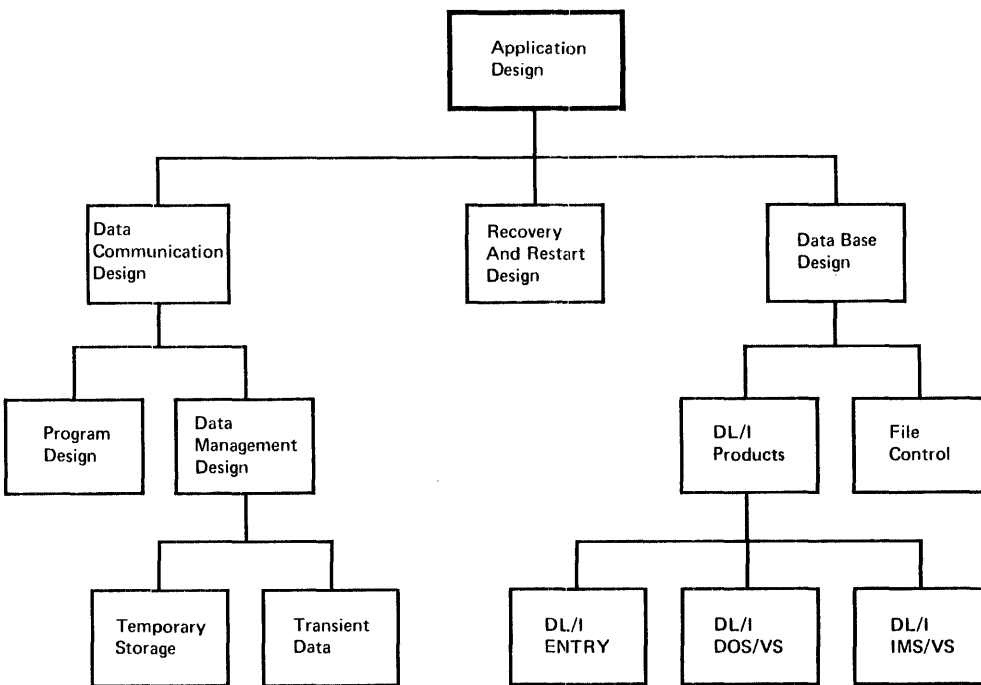 Application
Design
Data
Communication
Design
Recovery
And Restart
Design
Data Base
Design
Program
Design
Data
Management
Design
DL/I
Products
File
Control
Temporary
Storage
Transient
Data
DL/I
ENTRY
DL/I
DOS/VS
DL/I
IMS/VS